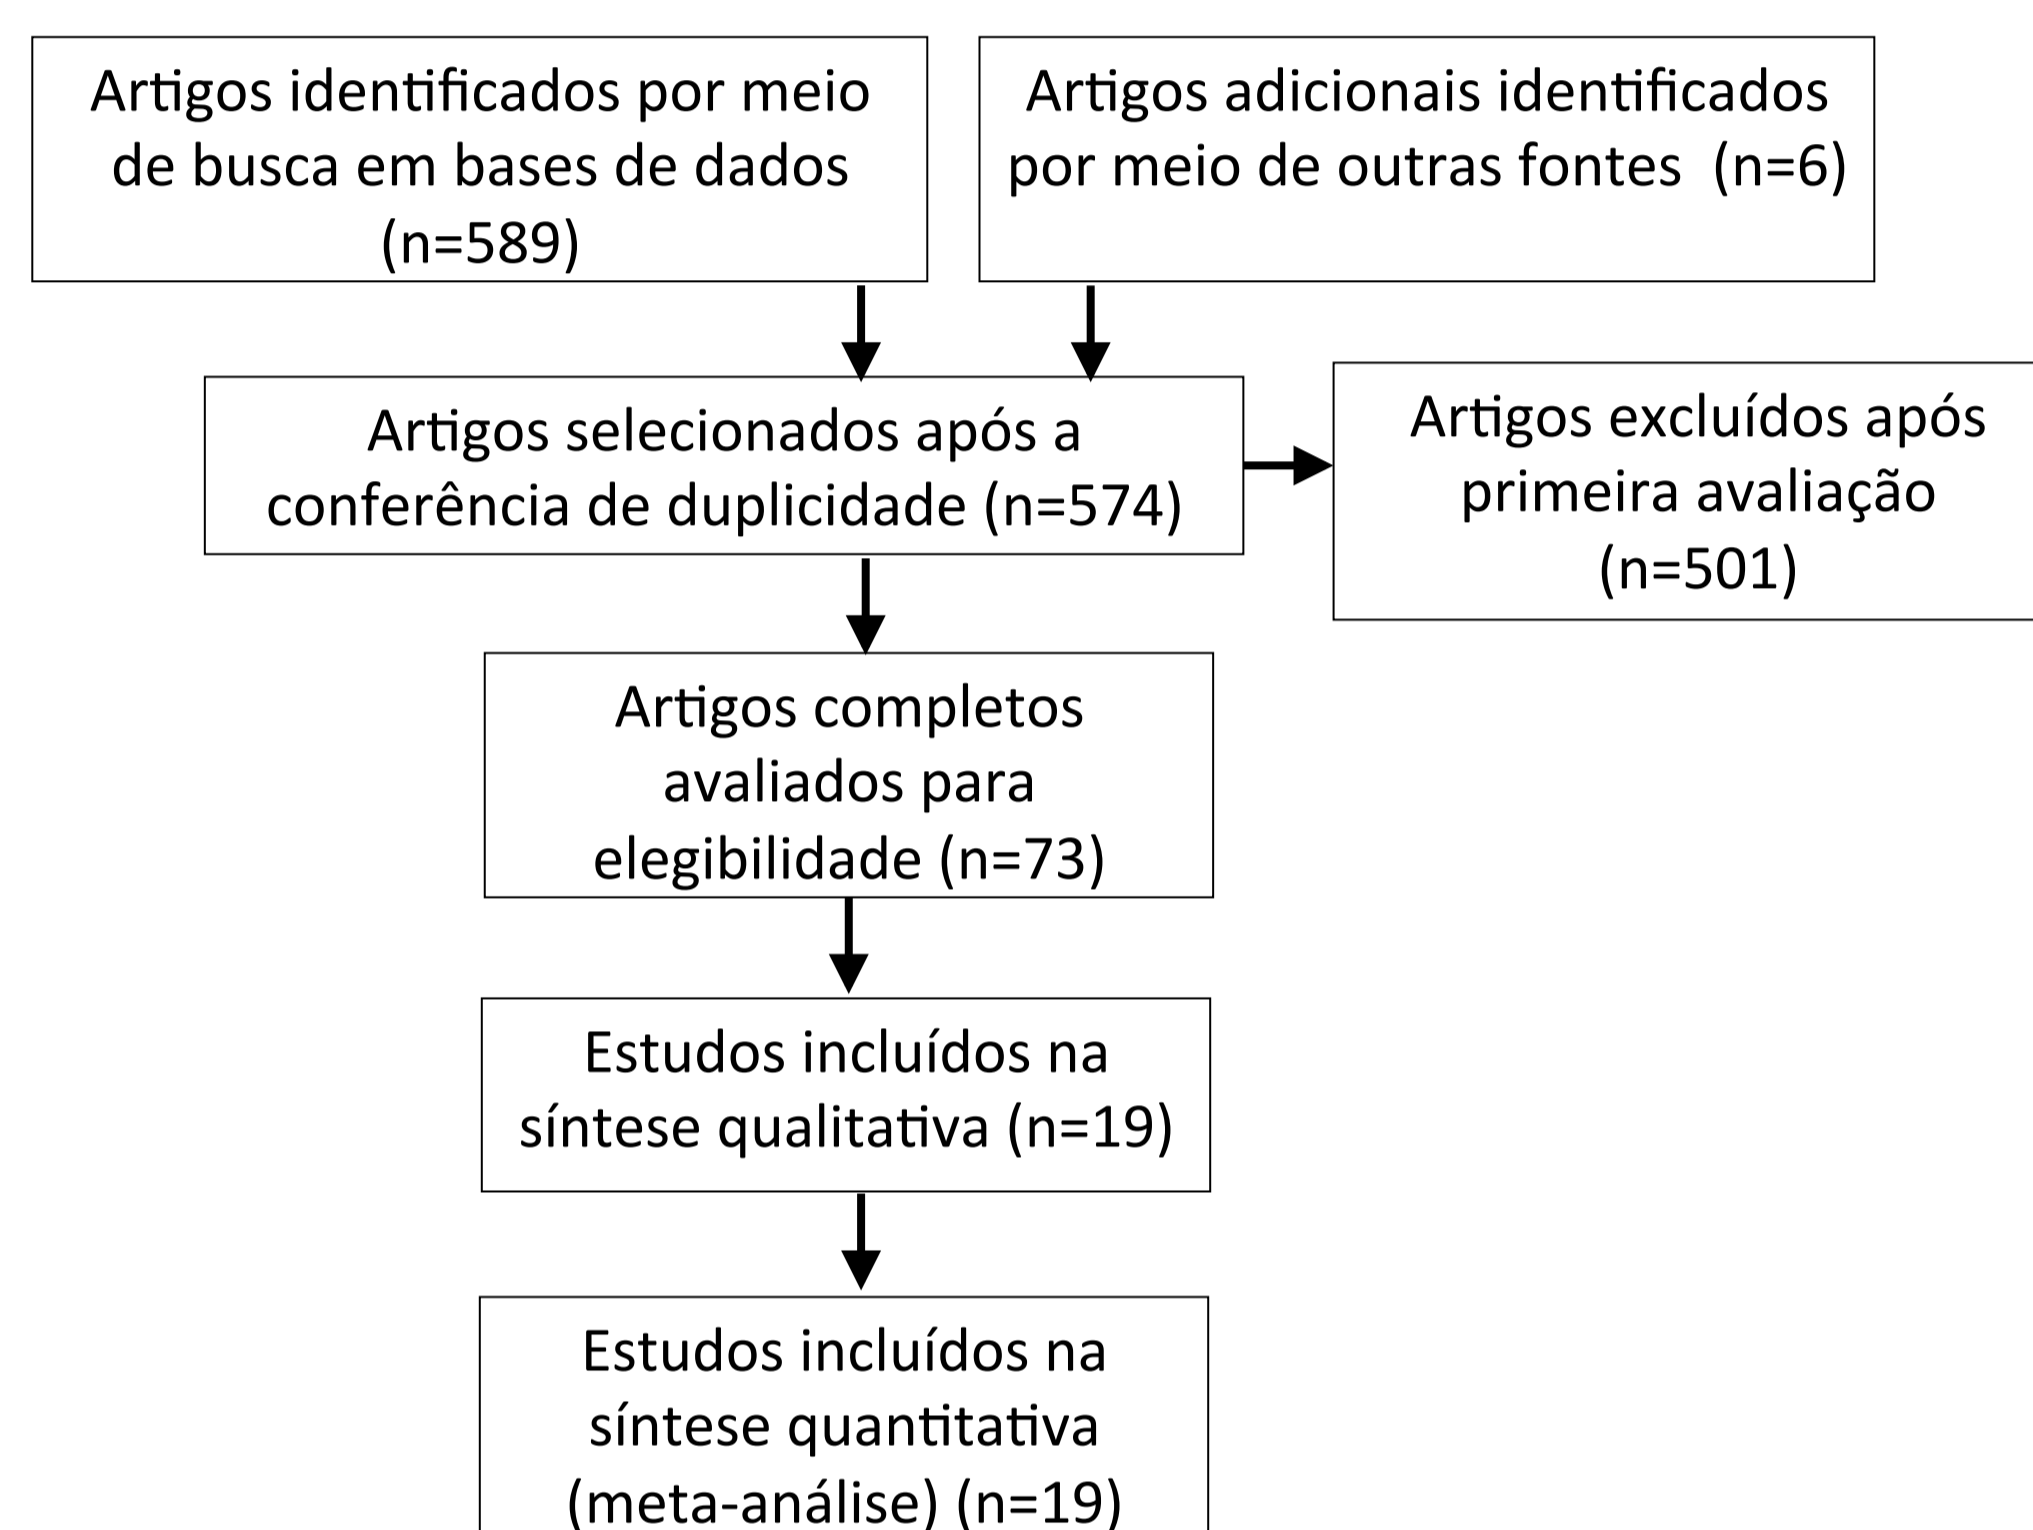 Artigos identificados por meio
de busca em bases de dados
(n=589)
Artigos adicionais identificados
por meio de outras fontes (n=6)
Artigos selecionados após a
conferência de duplicidade (n=574)
Artigos excluídos após
primeira avaliação
(n=501)
Artigos completos
avaliados para
elegibilidade (n=73)
Estudos incluídos na
síntese qualitativa (n=19)
Estudos incluídos na
síntese quantitativa
(meta-análise) (n=19)